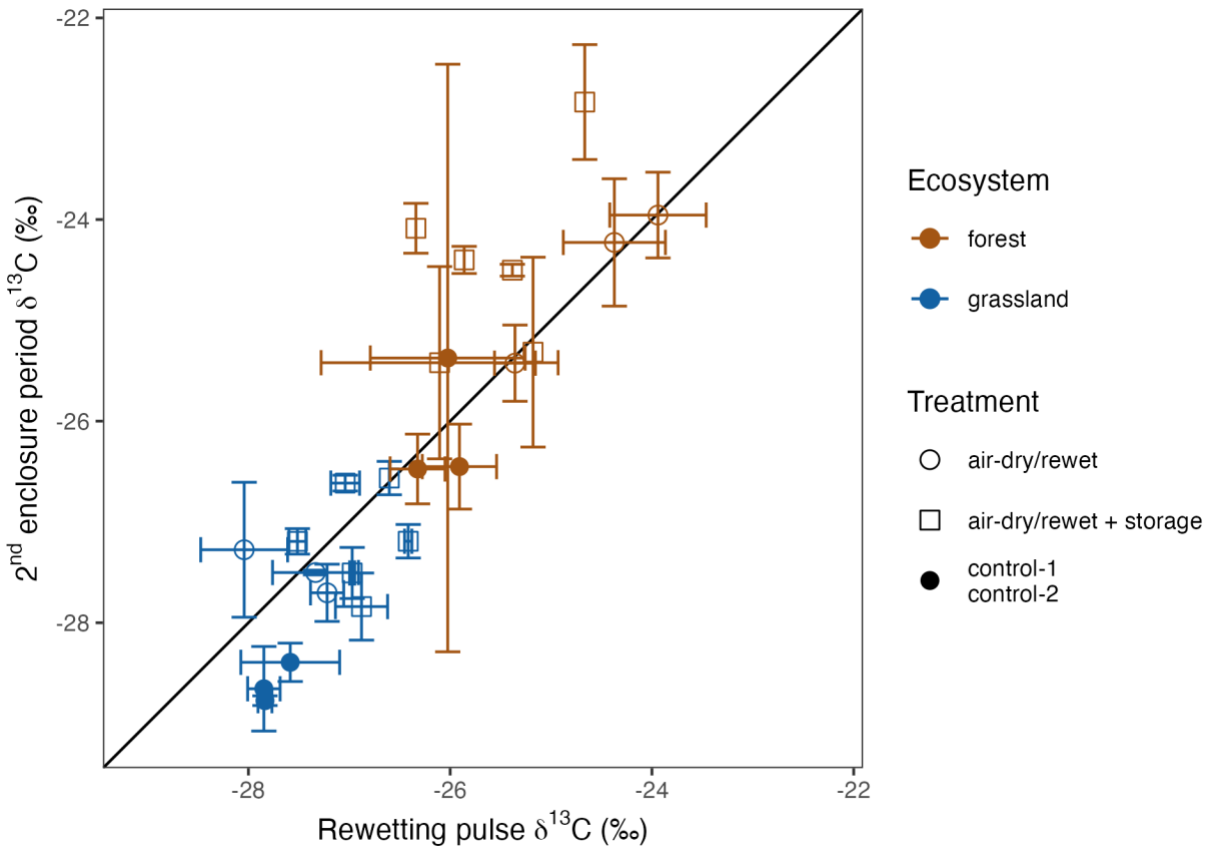 2nd enclosure period δ13C (‰)
-22
-24
-26
-28
-28
-26
-24
-22
Rewetting pulse δ13C (‰)
Ecosystem
forest
grassland
Treatment
air-dry/rewet
air-dry/rewet + storage
control-1
control-2